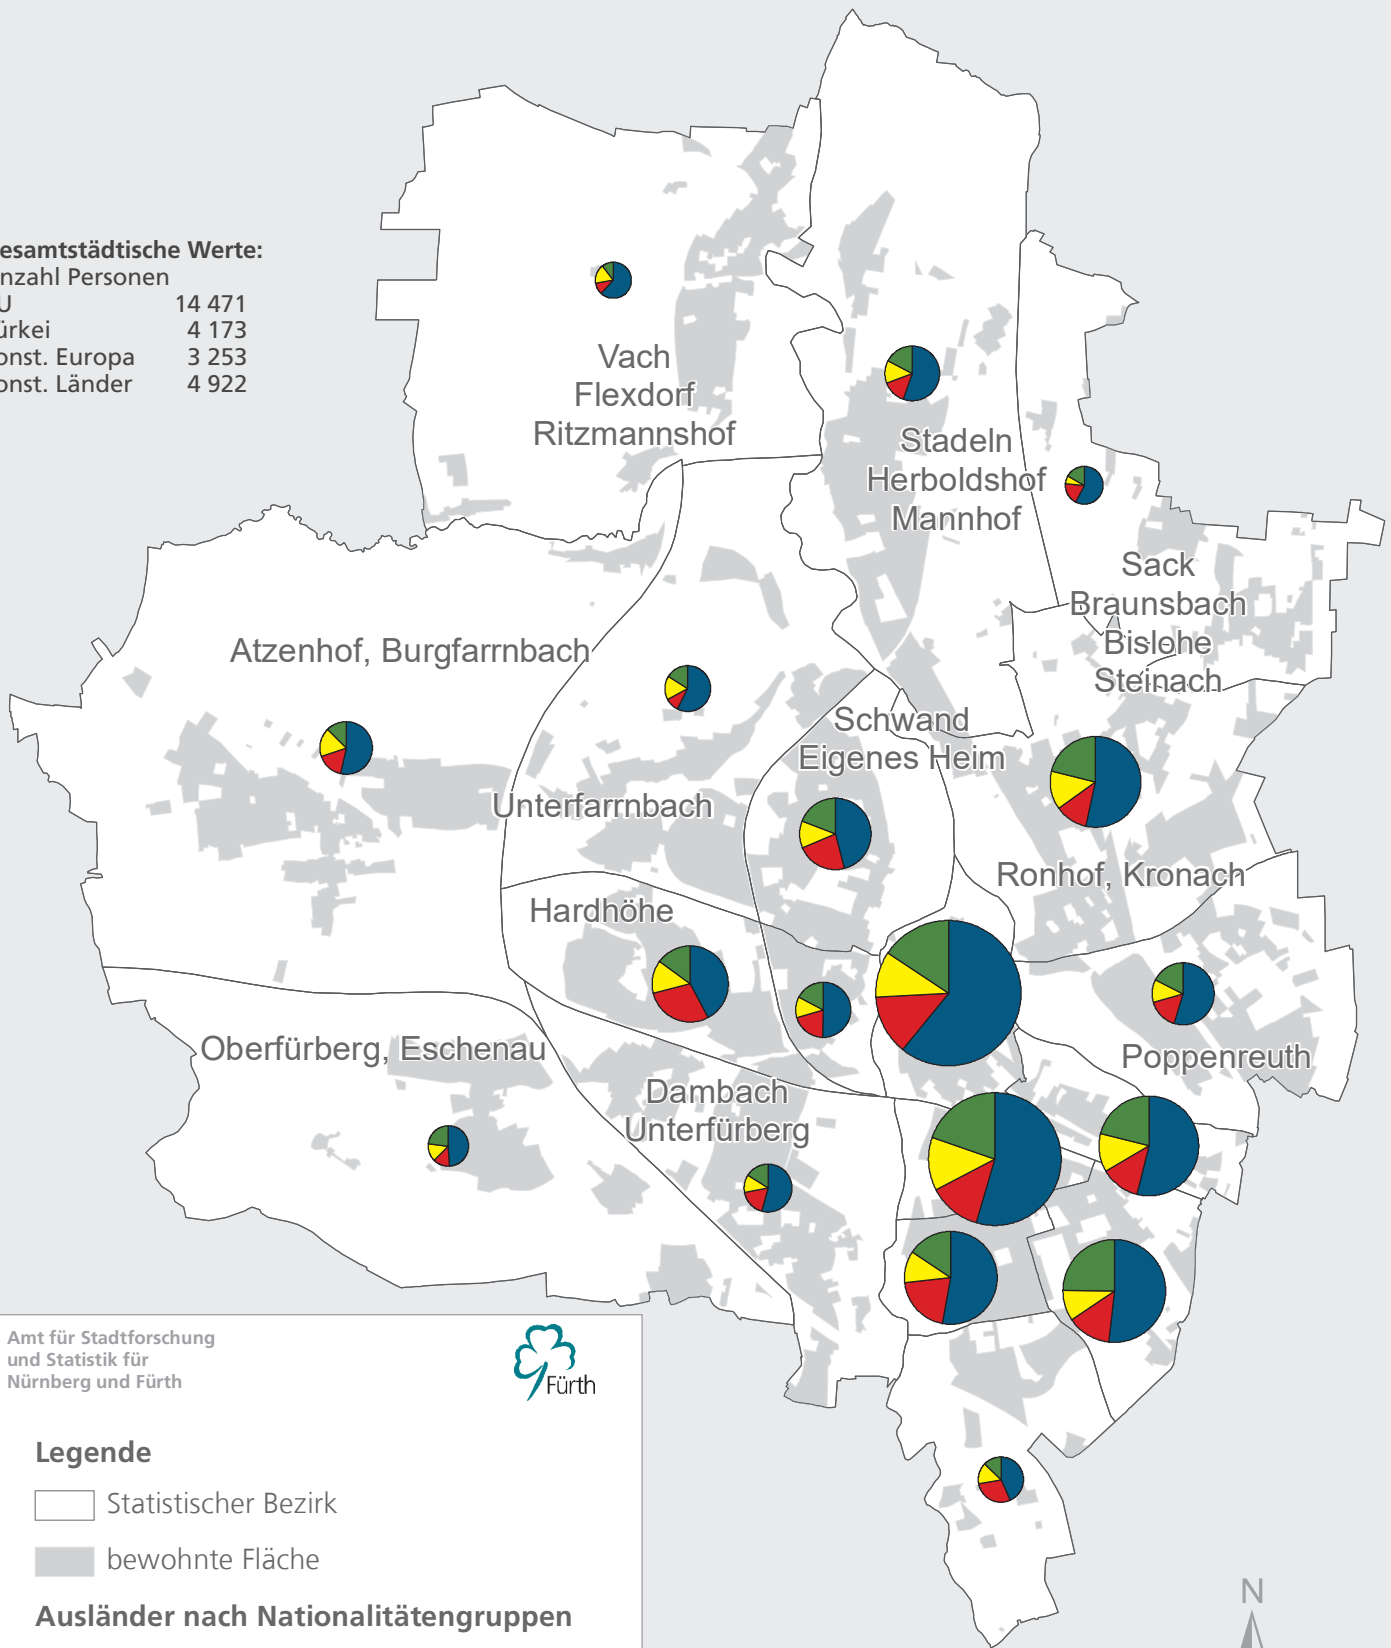 esamtstädtische Werte:
nzahl Personen
U 14 471
ürkei 4 173
onst. Europa 3 253
onst. Länder 4 922
Vach
Flexdorf
Ritzmannshof
Stadeln
Herboldshof
Mannhof
Sack
Braunsbach
Bislohe
Steinach
Atzenhof, Burgfarrnbach
Schwand
Eigenes Heim
Unterfarrnbach
Ronhof, Kronach
Hardhöhe
Oberfürberg, Eschenau
Poppenreuth
Dambach
Unterfürberg
Amt für Stadtforschung
und Statistik für
Nürnberg und Fürth
Fürth
Legende
Statistischer Bezirk
bewohnte Fläche
Ausländer nach Nationalitätengruppen
N